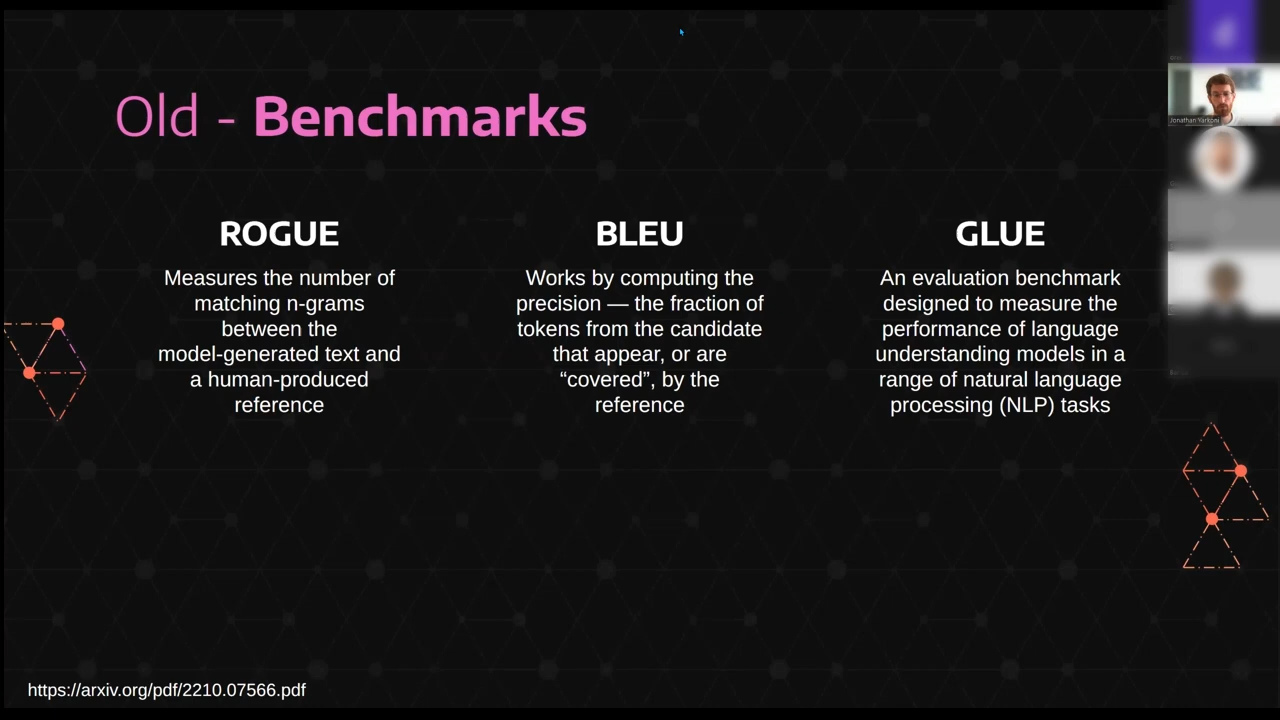 Old - Benchmarks
ROGUE
Measures the number of
matching n-grams
between the
model-generated text and
a human-produced
reference
BLEU
Works by computing the
precision — the fraction of
tokens from the candidate
that appear, or are
“covered”, by the
reference
GLUE
An evaluation benchmark
designed to measure the
performance of language
understanding models in a
range of natural language
processing (NLP) tasks
https://arxiv.org/pdf/2210.07566.pdf
Jonathan Yarkoni